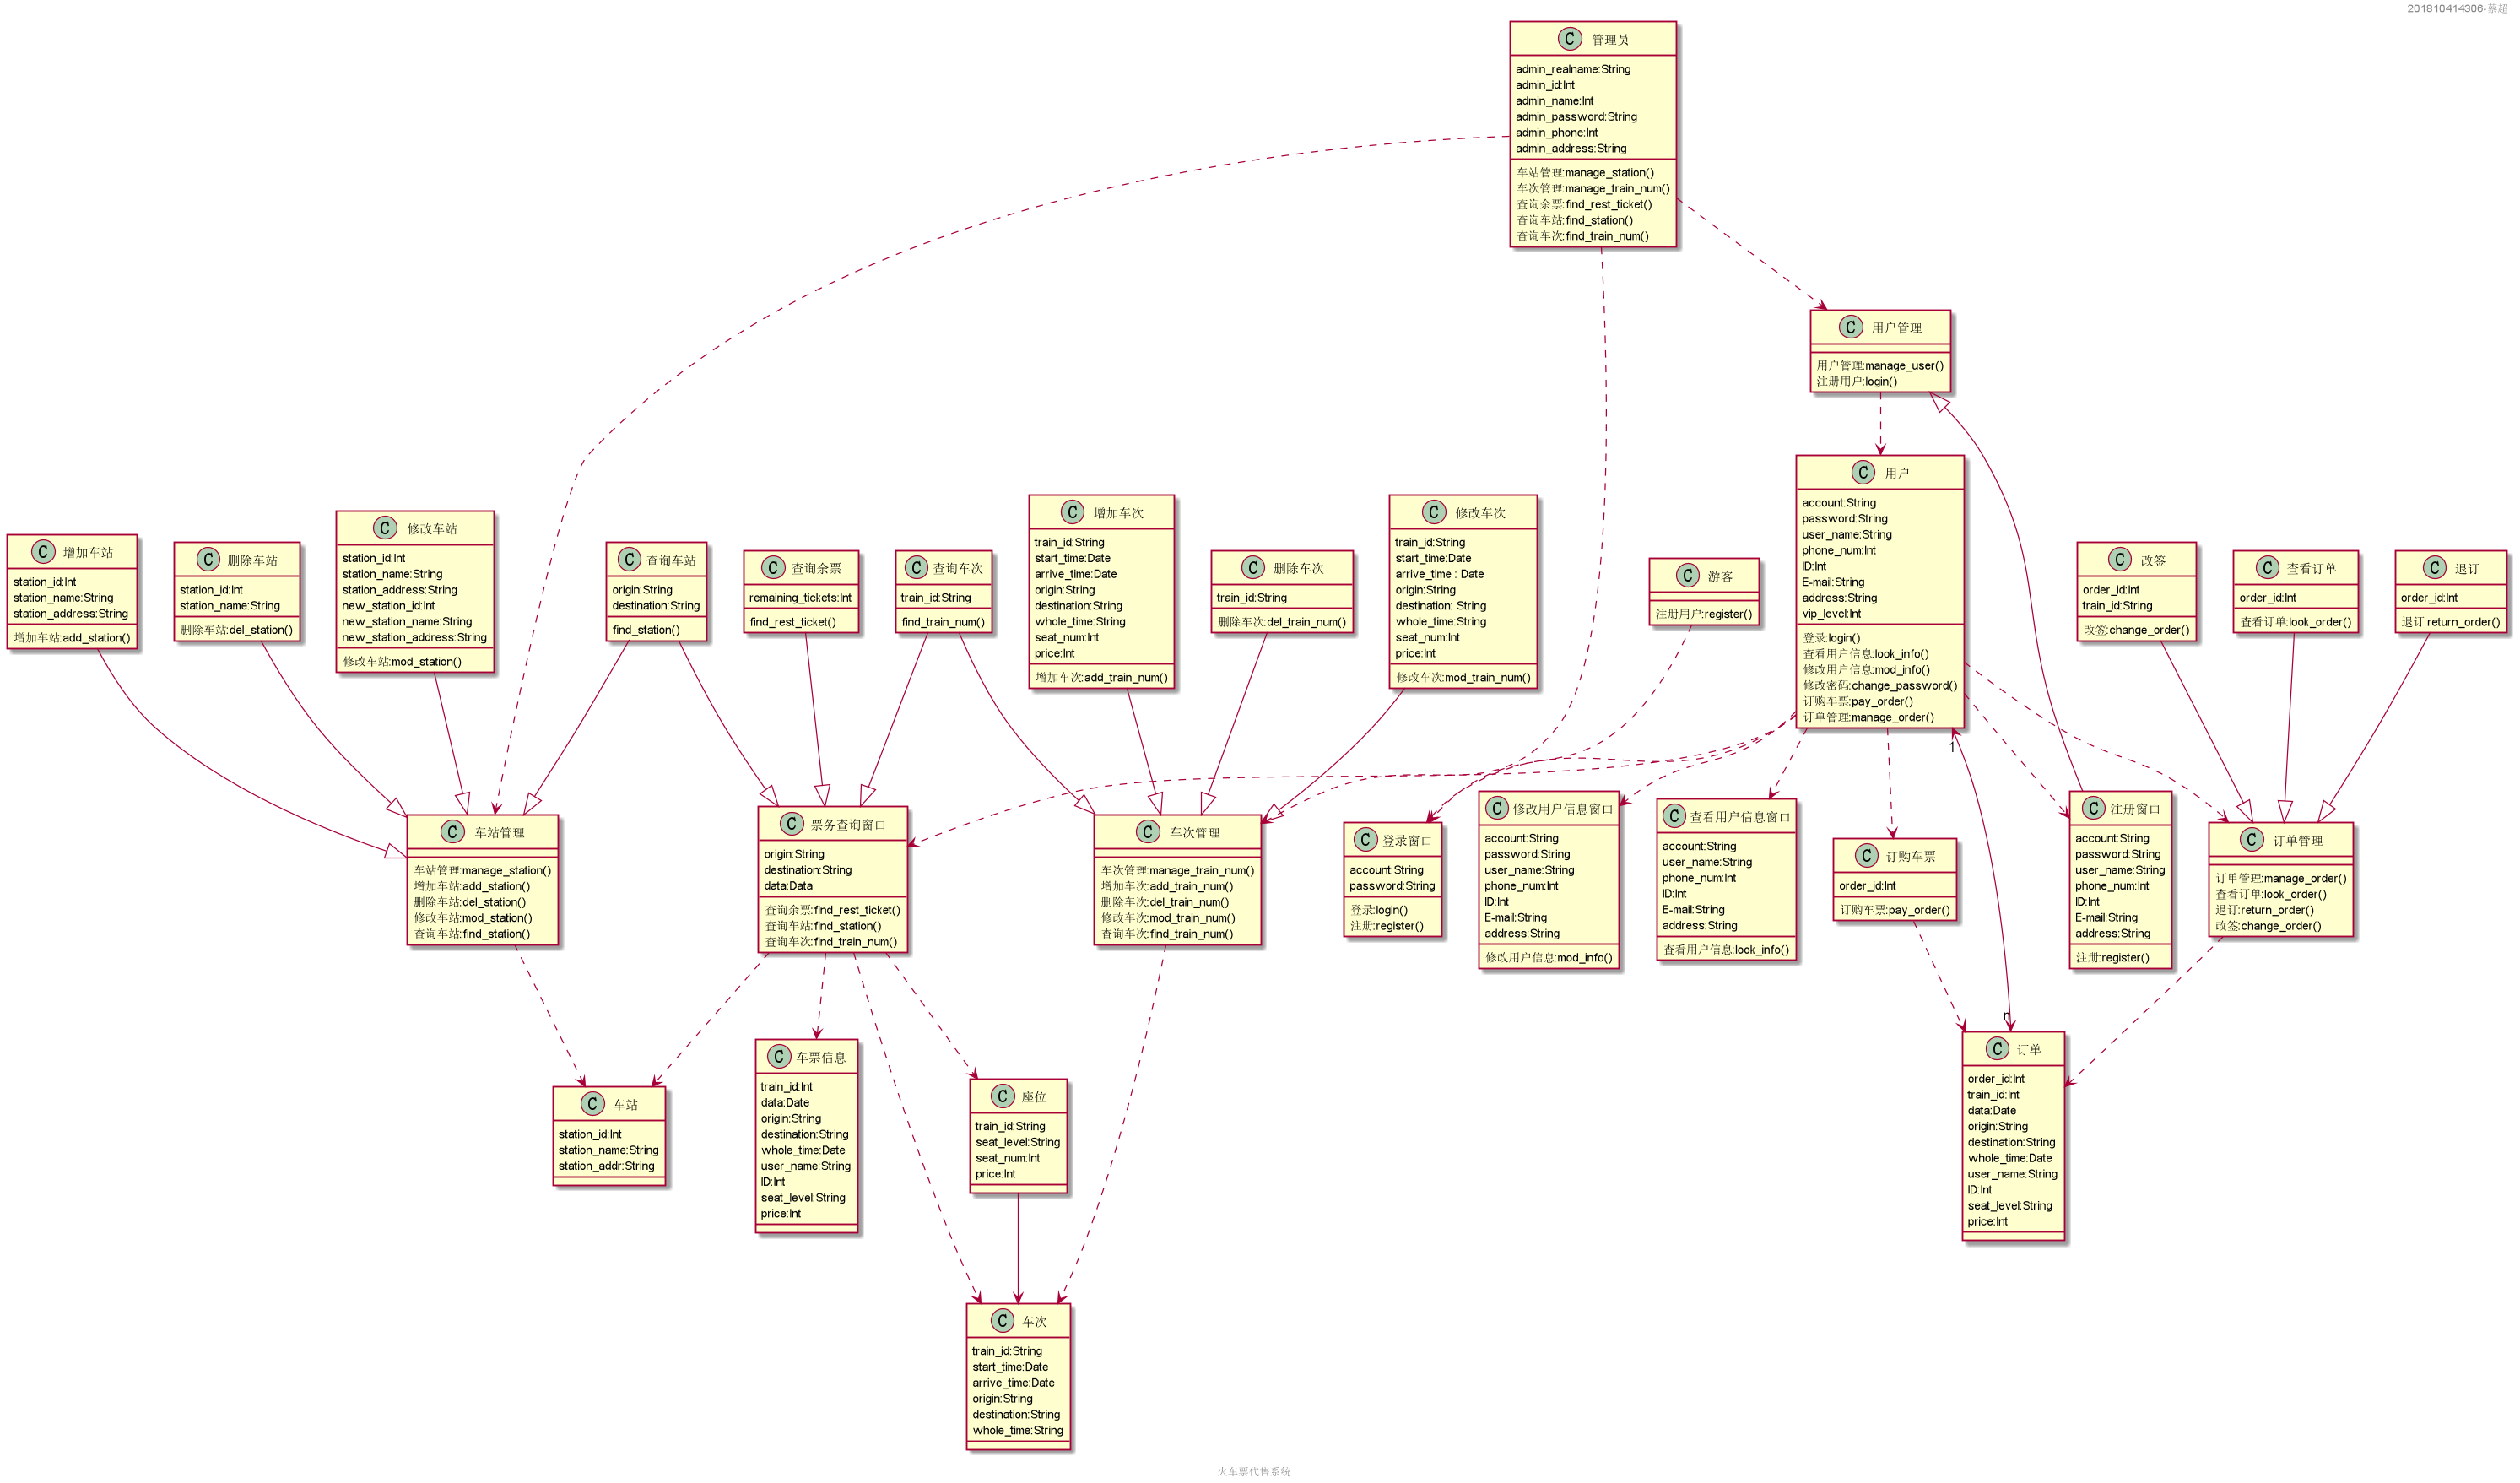 201810414306-蔡超
C 管理员
admin_realname:String
admin_id:Int
admin_name:Int
admin_password:String
admin_phone:Int
admin_address:String
车站管理:manage_station()
车次管理:manage_train_num()
查询余票:find_rest_ticket()
查询车站:find_station()
查询车次:find_train_num()
C 用户管理
用户管理:manage_user()
注册用户:login()
C 增加车站
station_id:Int
station_name:String
station_address:String
增加车站:add_station()
C 删除车站
station_id:Int
station_name:String
删除车站:del_station()
C 修改车站
station_id:Int
station_name:String
station_address:String
new_station_id:Int
new_station_name:String
new_station_address:String
修改车站:mod_station()
C 查询车站
origin:String
destination:String
find_station()
C 查询余票
remaining_tickets:Int
find_rest_ticket()
C 查询车次
train_id:String
find_train_num()
C 增加车次
train_id:String
start_time:Date
arrive_time:Date
origin:String
destination:String
whole_time:String
seat_num:Int
price:Int
增加车次:add_train_num()
C 删除车次
train_id:String
删除车次:del_train_num()
C 修改车次
train_id:String
start_time:Date
arrive_time : Date
origin:String
destination: String
whole_time:String
seat_num:Int
price:Int
修改车次:mod_train_num()
C 游客
注册用户:register()
C 用户
account:String
password:String
user_name:String
phone_num:Int
ID:Int
E-mail:String
address:String
vip_level:Int
登录:login()
查看用户信息:look_info()
修改用户信息:mod_info()
修改密码:change_password()
订购车票:pay_order()
订单管理:manage_order()
C 改签
order_id:Int
train_id:String
改签:change_order()
C 查看订单
order_id:Int
查看订单:look_order()
C 退订
order_id:Int
退订 return_order()
1
n
C 车站管理
车站管理:manage_station()
增加车站:add_station()
删除车站:del_station()
修改车站:mod_station()
查询车站:find_station()
C 票务查询窗口
origin:String
destination:String
data:Data
查询余票:find_rest_ticket()
查询车站:find_station()
查询车次:find_train_num()
C 车次管理
车次管理:manage_train_num()
增加车次:add_train_num()
删除车次:del_train_num()
修改车次:mod_train_num()
查询车次:find_train_num()
C 登录窗口
account:String
password:String
登录:login()
注册:register()
C 修改用户信息窗口
account:String
password:String
user_name:String
phone_num:Int
ID:Int
E-mail:String
address:String
修改用户信息:mod_info()
C 查看用户信息窗口
account:String
user_name:String
phone_num:Int
ID:Int
E-mail:String
address:String
查看用户信息:look_info()
C 订购车票
order_id:Int
订购车票:pay_order()
C 注册窗口
account:String
password:String
user_name:String
phone_num:Int
ID:Int
E-mail:String
address:String
注册:register()
C 订单管理
订单管理:manage_order()
查看订单:look_order()
退订:return_order()
改签:change_order()
C 车站
station_id:Int
station_name:String
station_addr:String
C 车票信息
train_id:Int
data:Date
origin:String
destination:String
whole_time:Date
user_name:String
ID:Int
seat_level:String
price:Int
C 座位
train_id:String
seat_level:String
seat_num:Int
price:Int
C 订单
order_id:Int
train_id:Int
data:Date
origin:String
destination:String
whole_time:Date
user_name:String
ID:Int
seat_level:String
price:Int
C 车次
train_id:String
start_time:Date
arrive_time:Date
origin:String
destination:String
whole_time:String
火车票代售系统